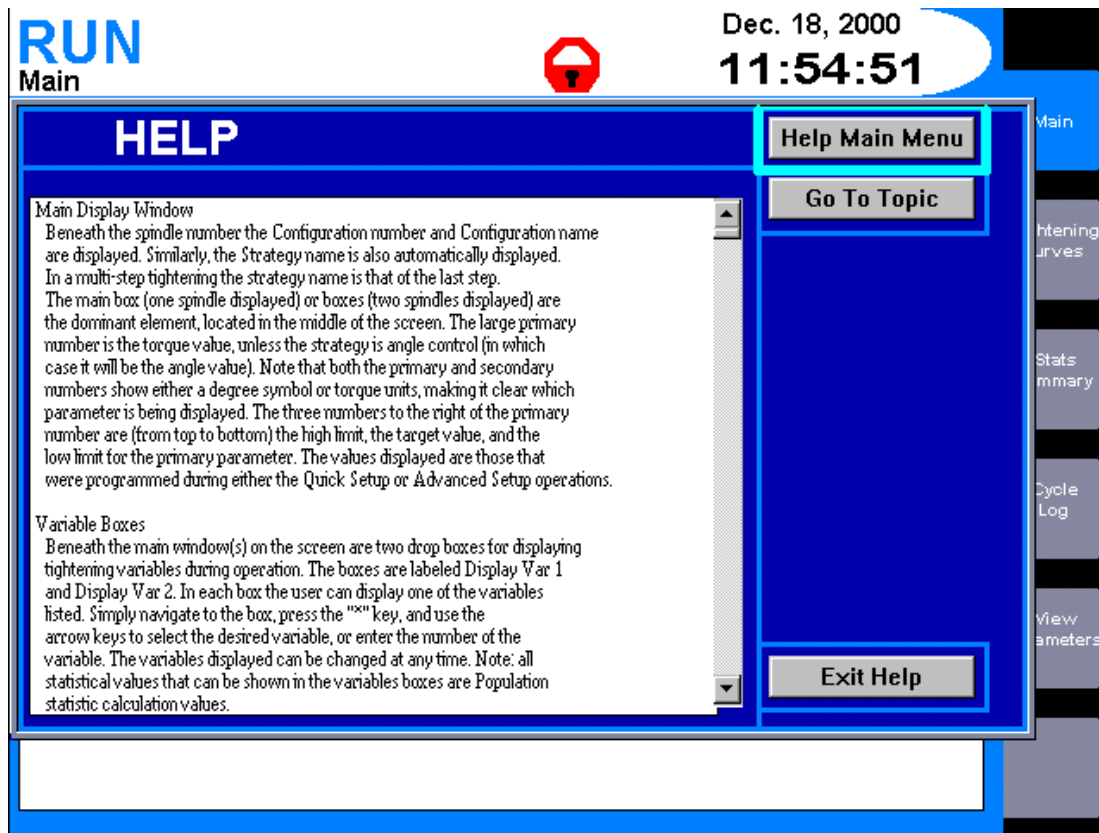 RUN
Main
Dec. 18, 2000
11:54:51
HELP
Help Main Menu
Go To Topic
Main Display Window
Beneath the spindle number the Configuration number and Configuration name
are displayed. Similarly, the Strategy name is also automatically displayed.
In a multi-step tightening the strategy name is that of the last step.
The main box (one spindle displayed) or boxes (two spindles displayed) are
the dominant element, located in the middle of the screen. The large primary
number is the torque value, unless the strategy is angle control (in which
case it will be the angle value). Note that both the primary and secondary
numbers show either a degree symbol or torque units, making it clear which
parameter is being displayed. The three numbers to the right of the primary
number are (from top to bottom) the high limit, the target value, and the
low limit for the primary parameter. The values displayed are those that
were programmed during either the Quick Setup or Advanced Setup operations.
Variable Boxes
Beneath the main window(s) on the screen are two drop boxes for displaying
tightening variables during operation. The boxes are labeled Display Var 1
and Display Var 2. In each box the user can display one of the variables
listed. Simply navigate to the box, press the "*" key, and use the
arrow keys to select the desired variable, or enter the number of the
variable. The variables displayed can be changed at any time. Note: all
statistical values that can be shown in the variables boxes are Population
statistic calculation values.
Exit Help
Main
htening
urves
Stats
mmary
Cycle
Log
View
ameters